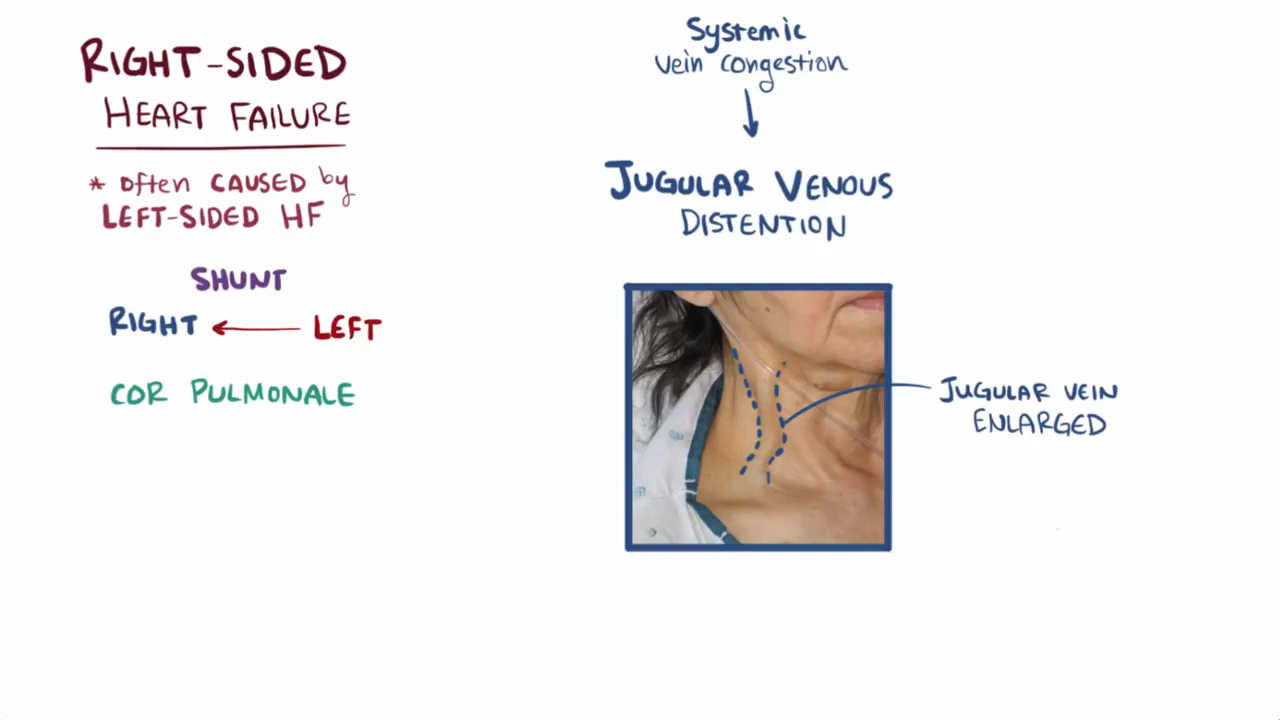 RIGHT-SIDED
HEART FAILURE
* Often CAUSED by
LEFT-SIDED HF
SHUNT
RIGHT ← LEFT
COR PULMONALE
Systemic
vein congestion
JUGULAR VENOUS
DISTENTION
JUGULAR VEIN
ENLARGED